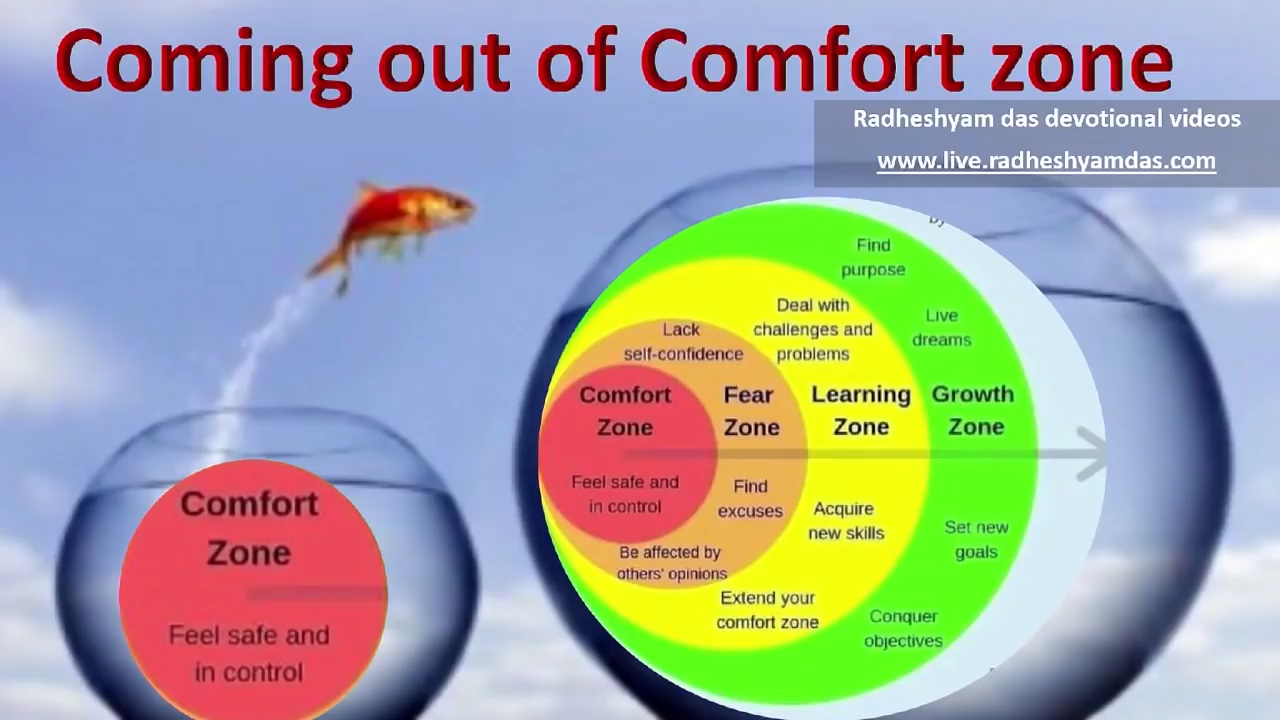 Coming out of Comfort zone
Radheshyam das devotional videos
www.live.radheshyamdas.com
Comfort
Zone
Feel safe and
in control
Comfort
Zone
Feel safe and
in control
Lack
self-confidence
Fear
Zone
Find
excuses
Be affected by
others' opinions
Deal with
challenges and
problems
Learning
Zone
Acquire
new skills
Extend your
comfort zone
Find
purpose
Live
dreams
Growth
Zone
Set new
goals
Conquer
objectives